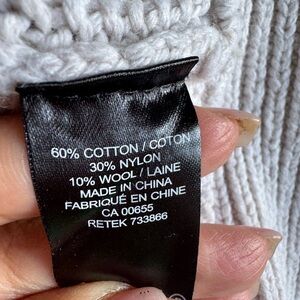 60% COTTON / COTON
30% NYLON
10% WOOL / LAINE
MADE IN CHINA
FABRIQUÉ EN CHINE
CA 00655
RETEK 733866